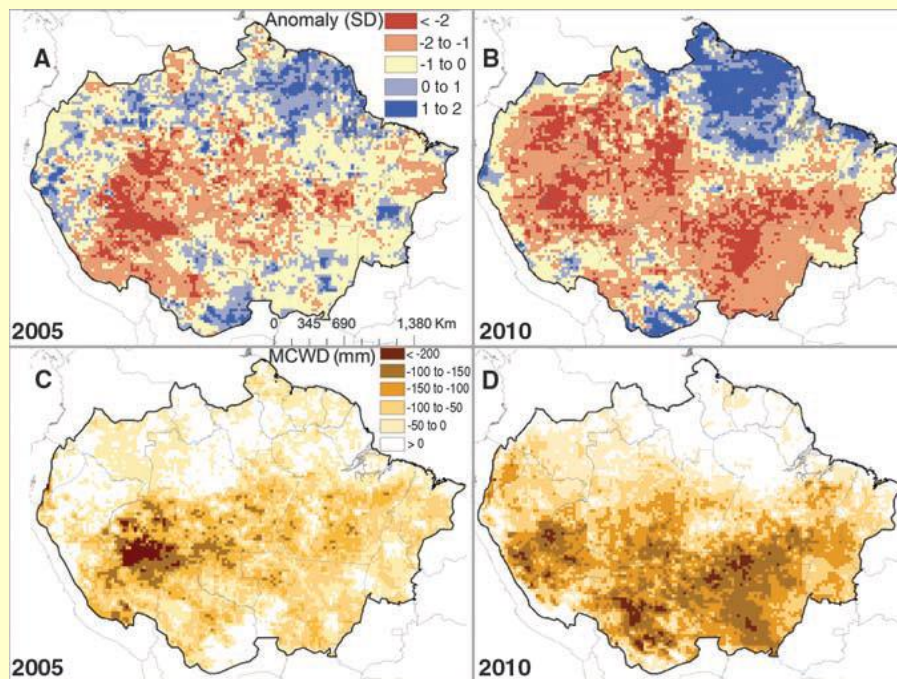 A
Anomaly (SD)
< -2
-2 to -1
-1 to 0
0 to 1
1 to 2
2005
0 345 690 1,380 Km
B
2010
C
MCWD (mm)
< -200
-100 to -150
-150 to -100
-100 to -50
-50 to 0
> 0
2005
D
2010